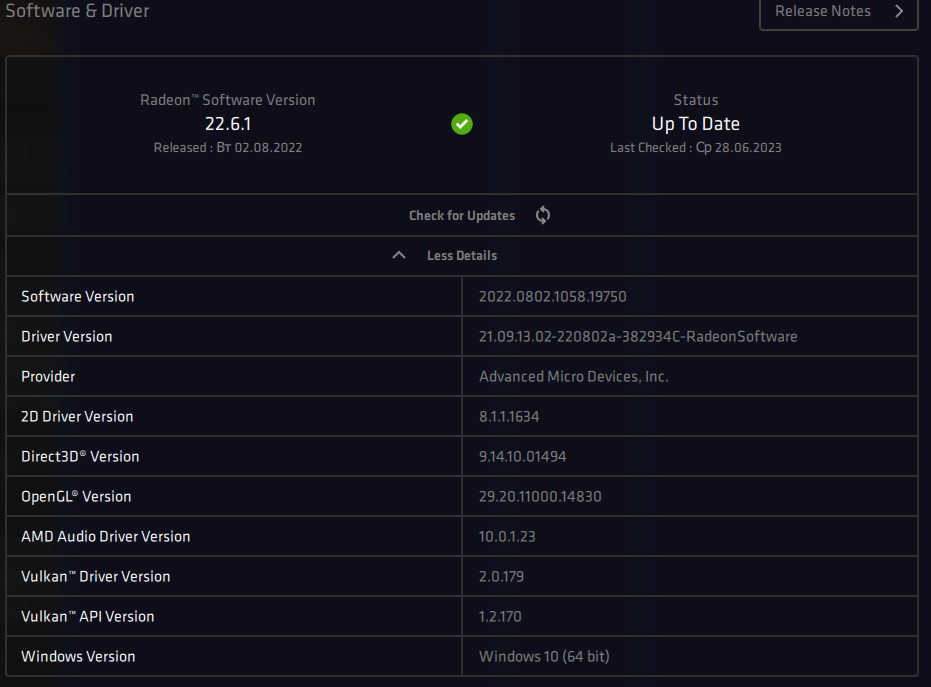 Software & Driver
Release Notes
Radeon™ Software Version
22.6.1
Released : Вт 02.08.2022
Status
Up To Date
Last Checked : Ср 28.06.2023
Check for Updates
Less Details
Software Version 2022.0802.1058.19750
Driver Version 21.09.13.02-220802a-382934C-RadeonSoftware
Provider Advanced Micro Devices, Inc.
2D Driver Version 8.1.1.1634
Direct3D® Version 9.14.10.01494
OpenGL® Version 29.20.11000.14830
AMD Audio Driver Version 10.0.1.23
Vulkan™ Driver Version 2.0.179
Vulkan™ API Version 1.2.170
Windows Version Windows 10 (64 bit)